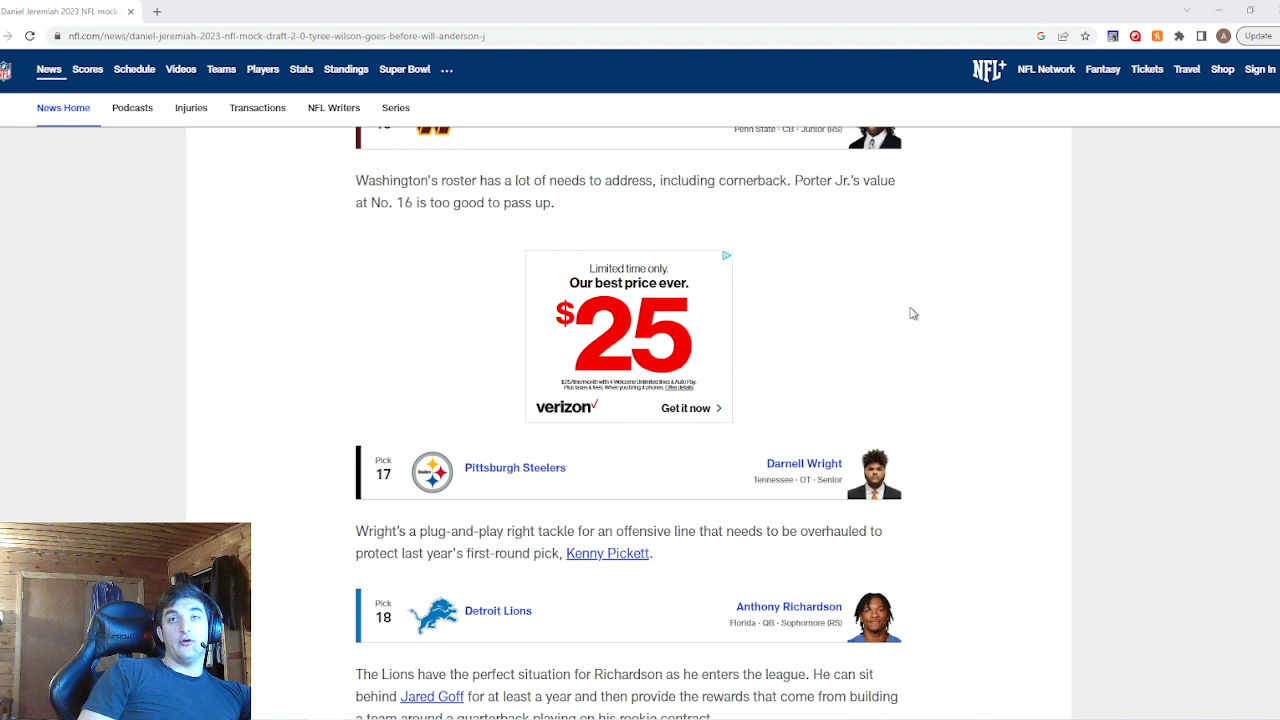 Daniel Jeremiah 2023 NFL mock
nfl.com/news/daniel-jeremiah-2023-nfl-mock-draft-2-0-tyree-wilson-goes-before-will-anderson-j
Update
News Scores Schedule Videos Teams Players Stats Standings Super Bowl ...
NFL+ NFL Network Fantasy Tickets Travel Shop Sign In
News Home Podcasts Injuries Transactions NFL Writers Series
Penn State · CB · Junior (RS)
Washington's roster has a lot of needs to address, including cornerback. Porter Jr.'s value
at No. 16 is too good to pass up.
Limited time only.
Our best price ever.
$25
$25/line/month with 4 Welcome Unlimited lines & Auto Pay.
Plus taxes & fees. When you bring 4 phones. Offer details.
verizon✓ Get it now >
Pick
17
Steelers
Pittsburgh Steelers
Darnell Wright
Tennessee · OT · Senior
Wright's a plug-and-play right tackle for an offensive line that needs to be overhauled to
protect last year's first-round pick, Kenny Pickett.
Pick
18
Detroit Lions
Anthony Richardson
Florida · QB · Sophomore (RS)
The Lions have the perfect situation for Richardson as he enters the league. He can sit
behind Jared Goff for at least a year and then provide the rewards that come from building
a team around a quarterback playing on his rookie contract.